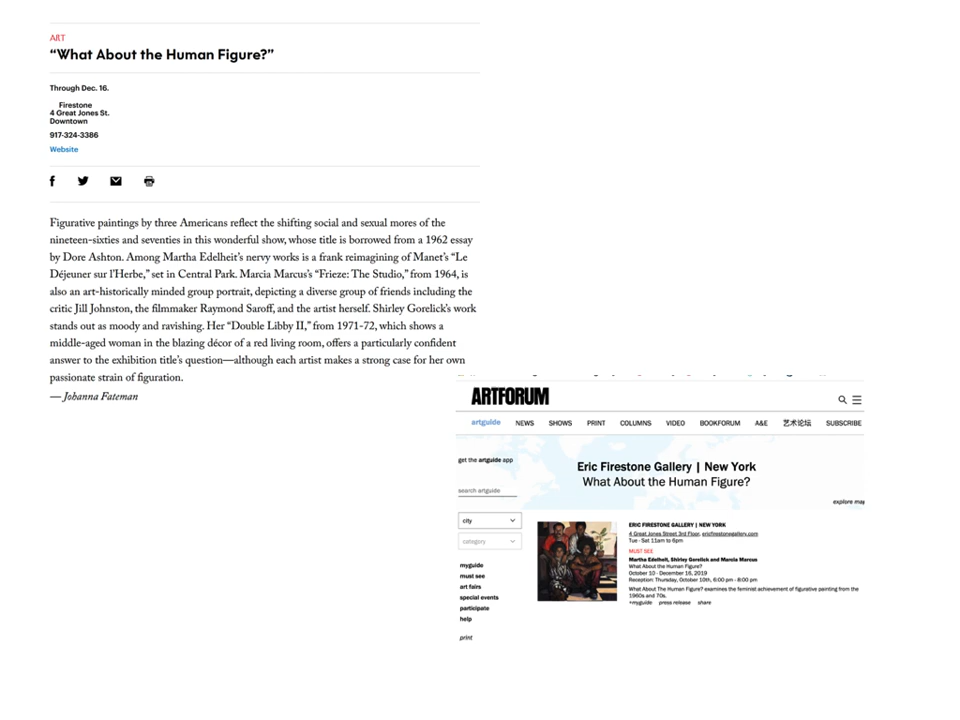 ART
“What About the Human Figure?”
Through Dec. 16.
Firestone
4 Great Jones St.
Downtown
917-324-3386
Website
Figurative paintings by three Americans reflect the shifting social and sexual mores of the
nineteen-sixties and seventies in this wonderful show, whose title is borrowed from a 1962 essay
by Dore Ashton. Among Martha Edelheit’s nervy works is a frank reimagining of Manet’s “Le
Déjeuner sur l’Herbe,” set in Central Park. Marcia Marcus’s “Frieze: The Studio,” from 1964, is
also an art-historically minded group portrait, depicting a diverse group of friends including the
critic Jill Johnston, the filmmaker Raymond Saroff, and the artist herself. Shirley Gorelick’s work
stands out as moody and ravishing. Her “Double Libby II,” from 1971-72, which shows a
middle-aged woman in the blazing décor of a red living room, offers a particularly confident
answer to the exhibition title’s question—although each artist makes a strong case for her own
passionate strain of figuration.
— Johanna Fateman
ARTFORUM
artguide NEWS SHOWS PRINT COLUMNS VIDEO BOOKFORUM A&E 艺术论坛 SUBSCRIBE
get the artguide app
search artguide
city
category
myguide
must see
art fairs
special events
participate
help
print
Eric Firestone Gallery | New York
What About the Human Figure?
explore map
ERIC FIRESTONE GALLERY | NEW YORK
4 Great Jones Street 3rd Floor, ericfirestonegallery.com
Tue - Sat 11am to 6pm
MUST SEE
Martha Edelheit, Shirley Gorelick and Marcia Marcus
What About the Human Figure?
October 10 - December 16, 2019
Reception: Thursday, October 10th, 6:00 pm - 8:00 pm
What About The Human Figure? examines the feminist achievement of figurative painting from the
1960s and 70s.
+myguide press release share